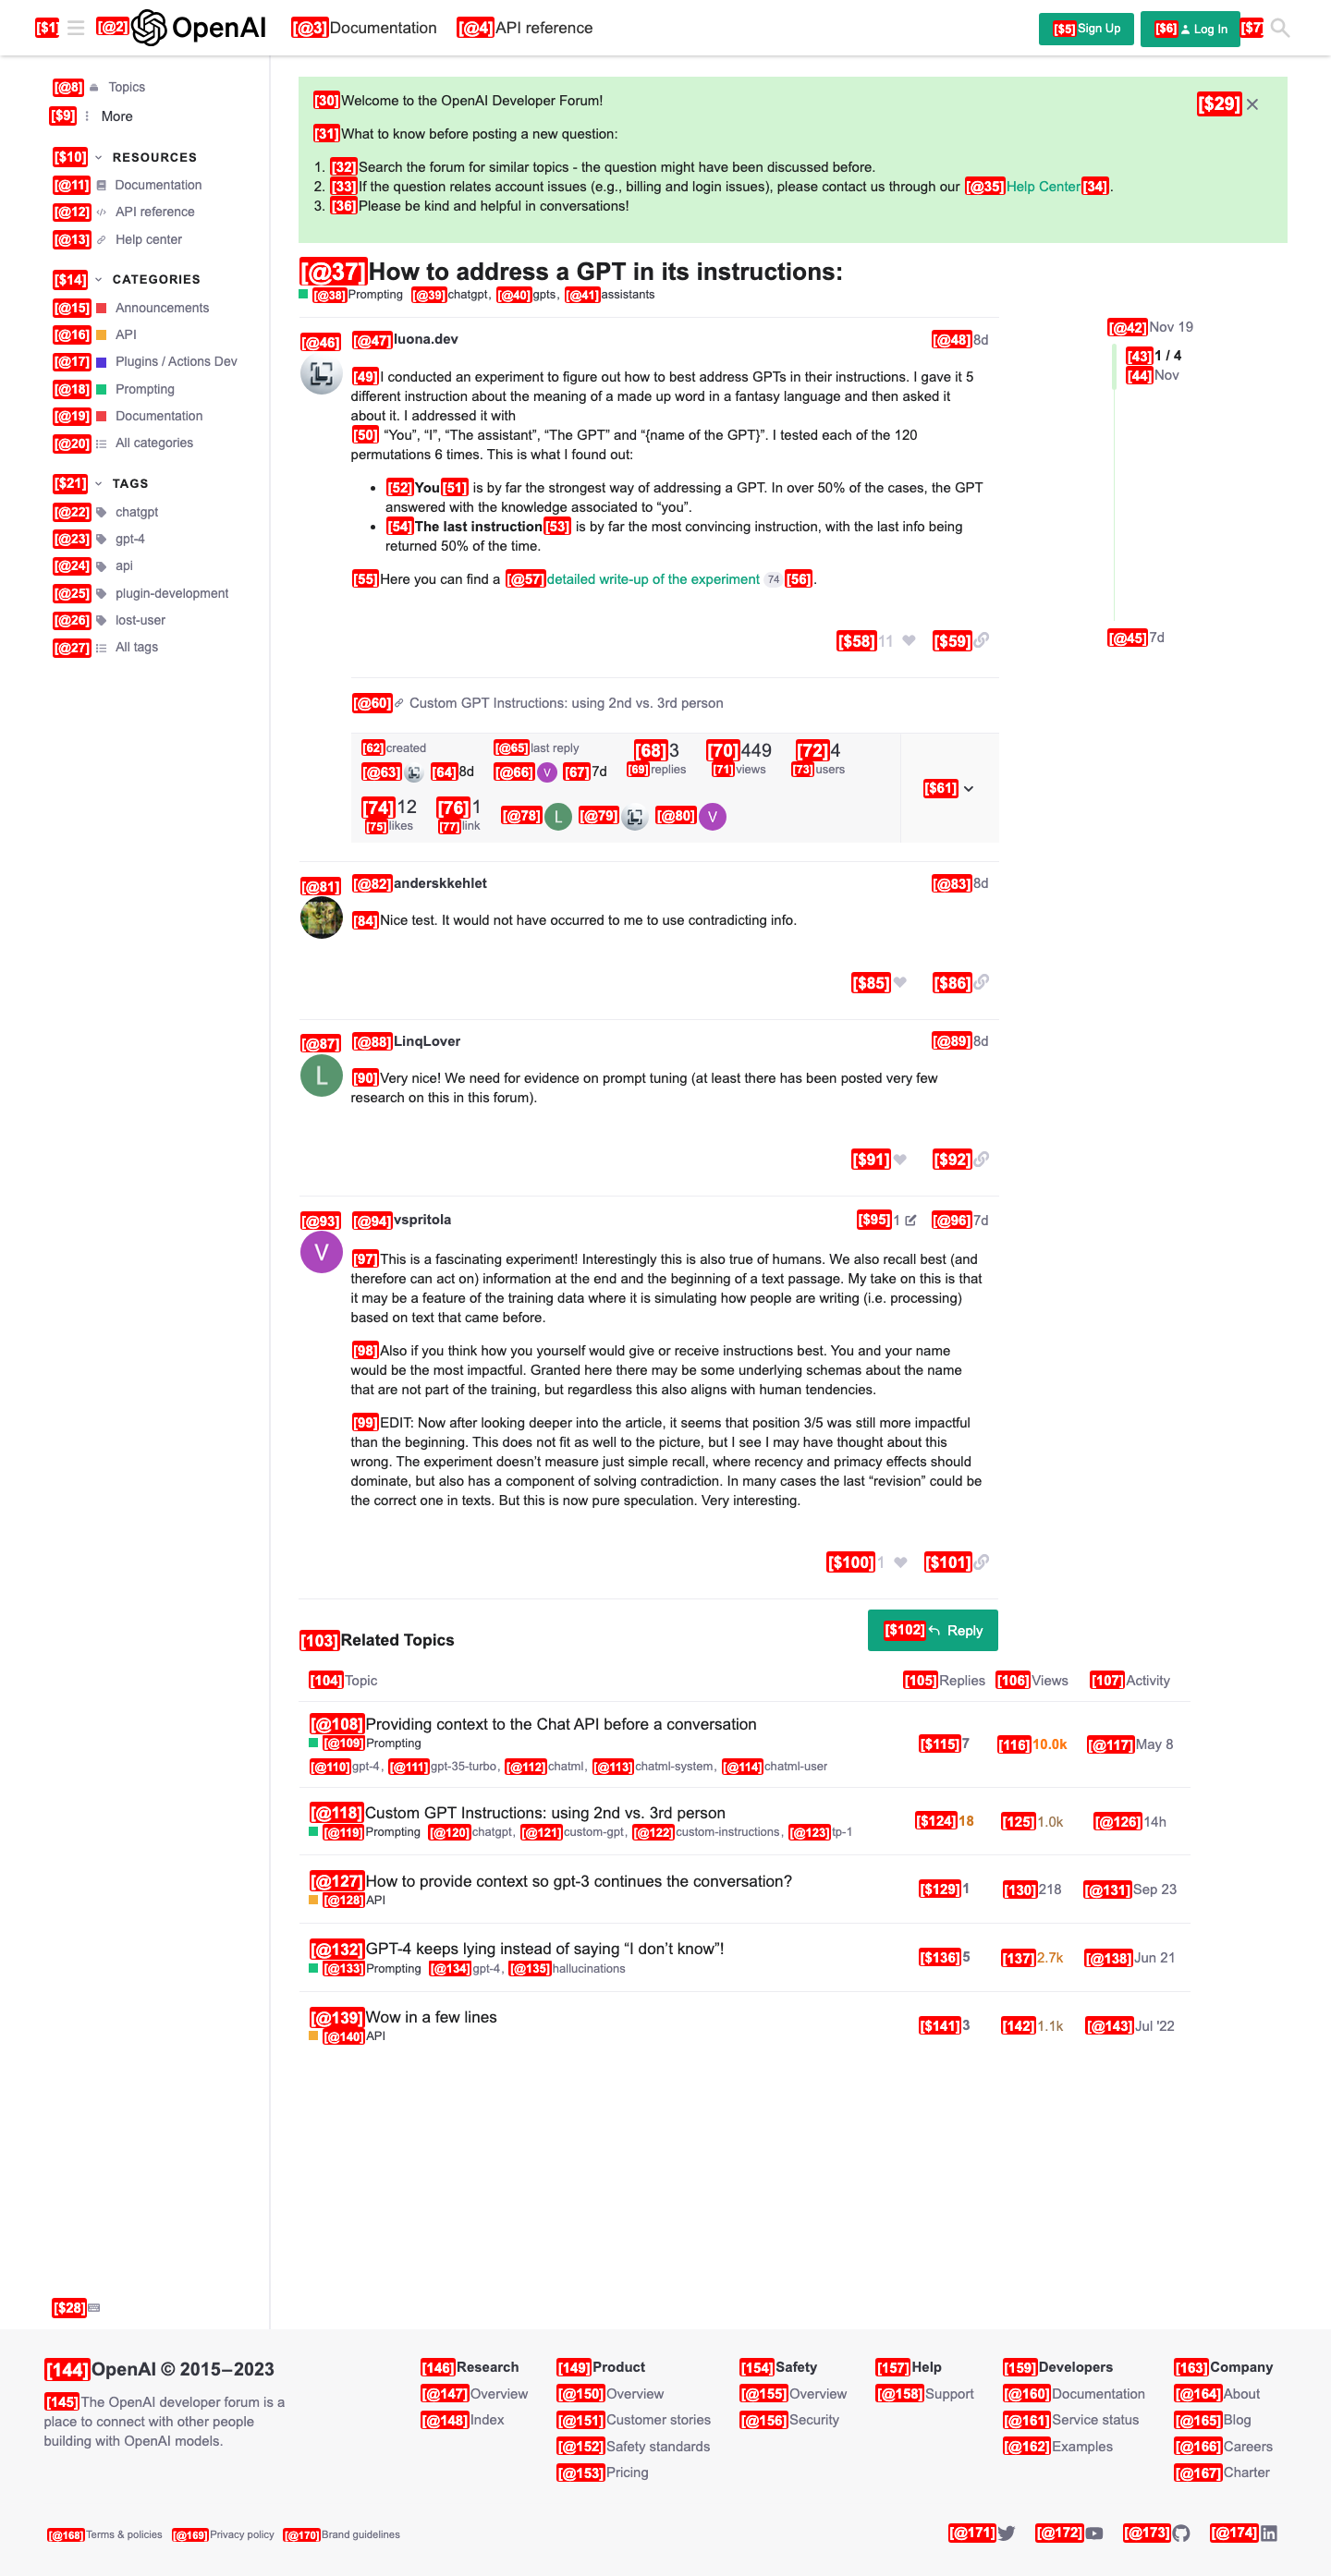 [$1] [@2] OpenAI [@3]Documentation [@4]API reference [$5]Sign Up [$6] Log In [$7]
[@8] Topics
[$9] More
[$10] RESOURCES
[@11] Documentation
[@12] API reference
[@13] Help center
[$14] CATEGORIES
[@15] Announcements
[@16] API
[@17] Plugins / Actions Dev
[@18] Prompting
[@19] Documentation
[@20] All categories
[$21] TAGS
[@22] chatgpt
[@23] gpt-4
[@24] api
[@25] plugin-development
[@26] lost-user
[@27] All tags
[$28]
[30]Welcome to the OpenAI Developer Forum! [$29]
[31]What to know before posting a new question:
1. [32]Search the forum for similar topics - the question might have been discussed before.
2. [33]If the question relates account issues (e.g., billing and login issues), please contact us through our [@35]Help Center[34].
3. [36]Please be kind and helpful in conversations!
[@37]How to address a GPT in its instructions:
[@38]Prompting [@39]chatgpt, [@40]gpts, [@41]assistants
[@42]Nov 19
[43]1 / 4
[44]Nov
[@45]7d
[@46] [@47]luona.dev [@48]8d
[49]I conducted an experiment to figure out how to best address GPTs in their instructions. I gave it 5
different instruction about the meaning of a made up word in a fantasy language and then asked it
about it. I addressed it with
[50] “You”, “I”, “The assistant”, “The GPT” and “{name of the GPT}”. I tested each of the 120
permutations 6 times. This is what I found out:
• [52]You[51] is by far the strongest way of addressing a GPT. In over 50% of the cases, the GPT
answered with the knowledge associated to “you”.
• [54]The last instruction[53] is by far the most convincing instruction, with the last info being
returned 50% of the time.
[55]Here you can find a [@57]detailed write-up of the experiment 74 [56].
[$58]11 [$59]
[@60] Custom GPT Instructions: using 2nd vs. 3rd person
[62]created [@65]last reply [68]3 [70]449 [72]4
[@63] [64]8d [@66] V [67]7d [69]replies [71]views [73]users
[$61]
[74]12 [76]1 [@78] L [@79] [@80] V
[75]likes [77]link
[@81] [@82]anderskkehlet [@83]8d
[84]Nice test. It would not have occurred to me to use contradicting info.
[$85] [$86]
[@87] [@88]LinqLover [@89]8d
L
[90]Very nice! We need for evidence on prompt tuning (at least there has been posted very few
research on this in this forum).
[$91] [$92]
[@93] [@94]vspritola [$95]1 [@96]7d
V
[97]This is a fascinating experiment! Interestingly this is also true of humans. We also recall best (and
therefore can act on) information at the end and the beginning of a text passage. My take on this is that
it may be a feature of the training data where it is simulating how people are writing (i.e. processing)
based on text that came before.
[98]Also if you think how you yourself would give or receive instructions best. You and your name
would be the most impactful. Granted here there may be some underlying schemas about the name
that are not part of the training, but regardless this also aligns with human tendencies.
[99]EDIT: Now after looking deeper into the article, it seems that position 3/5 was still more impactful
than the beginning. This does not fit as well to the picture, but I see I may have thought about this
wrong. The experiment doesn’t measure just simple recall, where recency and primacy effects should
dominate, but also has a component of solving contradiction. In many cases the last “revision” could be
the correct one in texts. But this is now pure speculation. Very interesting.
[$100]1 [$101]
[$102] Reply
[103]Related Topics
[104]Topic [105]Replies [106]Views [107]Activity
[@108]Providing context to the Chat API before a conversation
[@109]Prompting [$115]7 [116]10.0k [@117]May 8
[@110]gpt-4, [@111]gpt-35-turbo, [@112]chatml, [@113]chatml-system, [@114]chatml-user
[@118]Custom GPT Instructions: using 2nd vs. 3rd person [$124]18 [125]1.0k [@126]14h
[@119]Prompting [@120]chatgpt, [@121]custom-gpt, [@122]custom-instructions, [@123]tp-1
[@127]How to provide context so gpt-3 continues the conversation? [$129]1 [130]218 [@131]Sep 23
[@128]API
[@132]GPT-4 keeps lying instead of saying “I don’t know”! [$136]5 [137]2.7k [@138]Jun 21
[@133]Prompting [@134]gpt-4, [@135]hallucinations
[@139]Wow in a few lines [$141]3 [142]1.1k [@143]Jul '22
[@140]API
[144]OpenAI © 2015–2023
[145]The OpenAI developer forum is a
place to connect with other people
building with OpenAI models.
[146]Research
[@147]Overview
[@148]Index
[149]Product
[@150]Overview
[@151]Customer stories
[@152]Safety standards
[@153]Pricing
[154]Safety
[@155]Overview
[@156]Security
[157]Help
[@158]Support
[159]Developers
[@160]Documentation
[@161]Service status
[@162]Examples
[163]Company
[@164]About
[@165]Blog
[@166]Careers
[@167]Charter
[@168]Terms & policies [@169]Privacy policy [@170]Brand guidelines [@171] [@172] [@173] [@174]